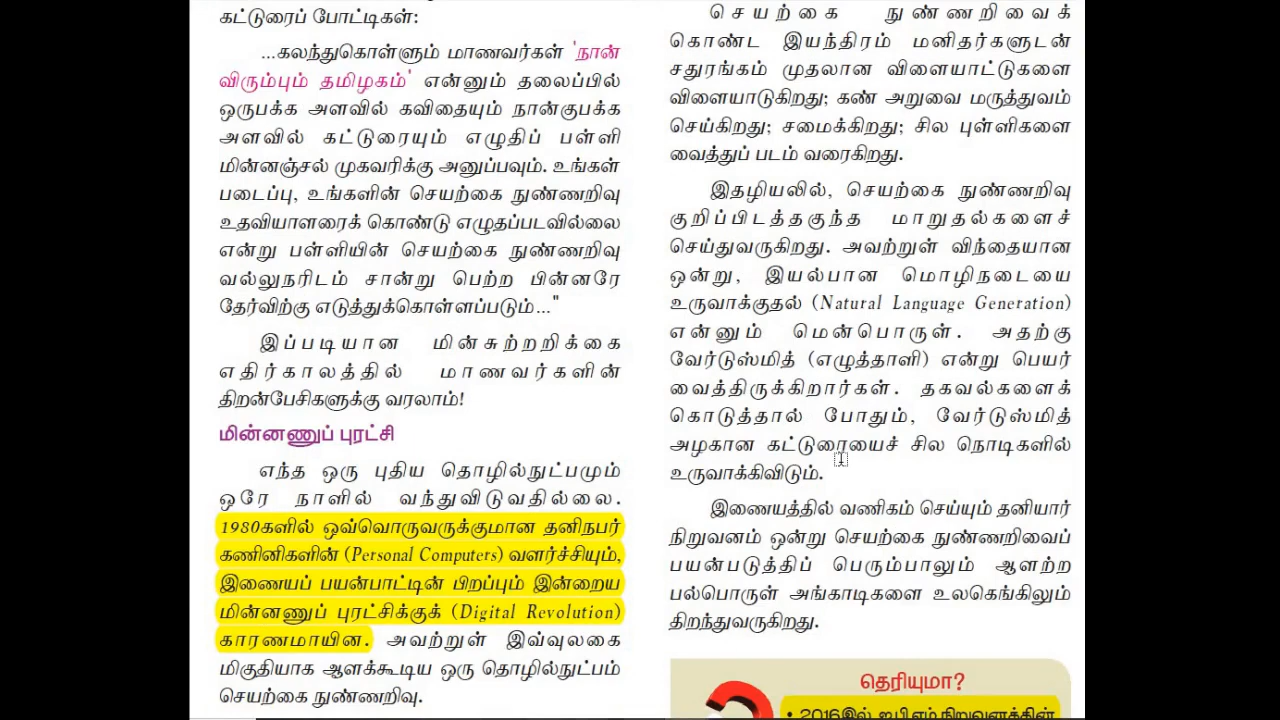 கட்டுரைப் போட்டிகள்:
...கலந்துகொள்ளும் மாணவர்கள் 'நான்
விரும்பும் தமிழகம்' என்னும் தலைப்பில்
ஒருபக்க அளவில் கவிதையும் நான்குபக்க
அளவில் கட்டுரையும் எழுதிப் பள்ளி
மின்னஞ்சல் முகவரிக்கு அனுப்பவும். உங்கள்
படைப்பு, உங்களின் செயற்கை நுண்ணறிவு
உதவியாளரைக் கொண்டு எழுதப்படவில்லை
என்று பள்ளியின் செயற்கை நுண்ணறிவு
வல்லுநரிடம் சான்று பெற்ற பின்னரே
தேர்விற்கு எடுத்துக்கொள்ளப்படும்..."
இப்படியான மின்சுற்றறிக்கை
எதிர்காலத்தில் மாணவர்களின்
திறன்பேசிகளுக்கு வரலாம்!
மின்னணுப் புரட்சி
எந்த ஒரு புதிய தொழில்நுட்பமும்
ஒரே நாளில் வந்துவிடுவதில்லை.
1980களில் ஒவ்வொருவருக்குமான தனிநபர்
கணினிகளின் (Personal Computers) வளர்ச்சியும்,
இணையப் பயன்பாட்டின் பிறப்பும் இன்றைய
மின்னணுப் புரட்சிக்குக் (Digital Revolution)
காரணமாயின. அவற்றுள் இவ்வுலகை
மிகுதியாக ஆளக்கூடிய ஒரு தொழில்நுட்பம்
செயற்கை நுண்ணறிவு.
செயற்கை நுண்ணறிவைக்
கொண்ட இயந்திரம் மனிதர்களுடன்
சதுரங்கம் முதலான விளையாட்டுகளை
விளையாடுகிறது; கண் அறுவை மருத்துவம்
செய்கிறது; சமைக்கிறது; சில புள்ளிகளை
வைத்துப் படம் வரைகிறது.
இதழியலில், செயற்கை நுண்ணறிவு
குறிப்பிடத்தகுந்த மாறுதல்களைச்
செய்துவருகிறது. அவற்றுள் விந்தையான
ஒன்று, இயல்பான மொழிநடையை
உருவாக்குதல் (Natural Language Generation)
என்னும் மென்பொருள். அதற்கு
வேர்டுஸ்மித் (எழுத்தாளி) என்று பெயர்
வைத்திருக்கிறார்கள். தகவல்களைக்
கொடுத்தால் போதும், வேர்டுஸ்மித்
அழகான கட்டுரையைச் சில நொடிகளில்
உருவாக்கிவிடும்.
இணையத்தில் வணிகம் செய்யும் தனியார்
நிறுவனம் ஒன்று செயற்கை நுண்ணறிவைப்
பயன்படுத்திப் பெரும்பாலும் ஆளற்ற
பல்பொருள் அங்காடிகளை உலகெங்கிலும்
திறந்துவருகிறது.
தெரியுமா?
• 2016இல் ஐ.பி.எம் நிறுவனத்தின்